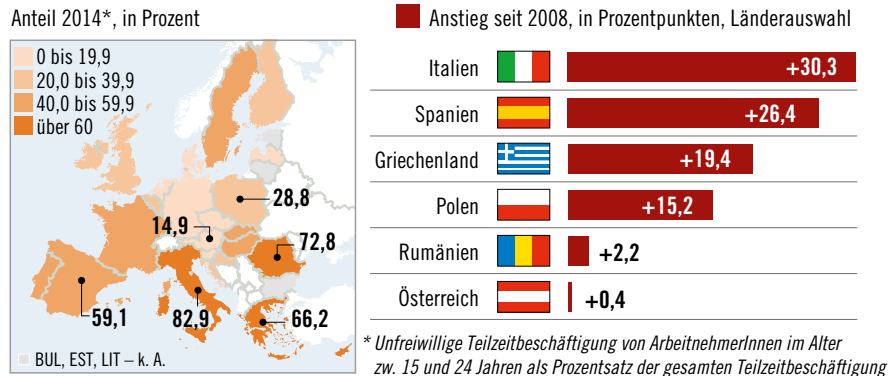 Anteil 2014*, in Prozent
0 bis 19,9
20,0 bis 39,9
40,0 bis 59,9
über 60
28,8
14,9
72,8
59,1
82,9
66,2
BUL, EST, LIT – k. A.
Anstieg seit 2008, in Prozentpunkten, Länderauswahl
Italien +30,3
Spanien +26,4
Griechenland +19,4
Polen +15,2
Rumänien +2,2
Österreich +0,4
* Unfreiwillige Teilzeitbeschäftigung von ArbeitnehmerInnen im Alter
zw. 15 und 24 Jahren als Prozentsatz der gesamten Teilzeitbeschäftigung